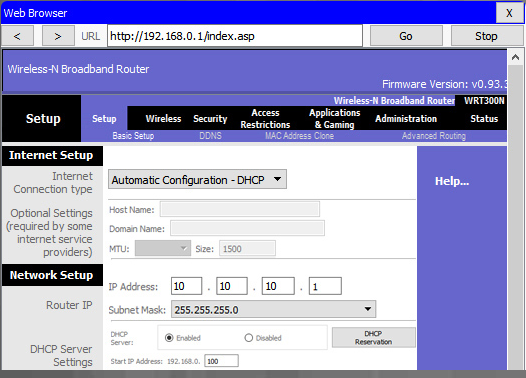 Web Browser X
< > URL http://192.168.0.1/index.asp Go Stop
Wireless-N Broadband Router
Firmware Version: v0.93.3
Wireless-N Broadband Router WRT300N
Setup Setup Wireless Security Access Restrictions Applications & Gaming Administration Status
Basic Setup DDNS MAC Address Clone Advanced Routing
Internet Setup
Internet
Connection type
Automatic Configuration - DHCP
Help...
Optional Settings
(required by some
internet service
providers)
Host Name:
Domain Name:
MTU: Size: 1500
Network Setup
Router IP
IP Address: 10 . 10 . 10 . 1
Subnet Mask: 255.255.255.0
DHCP Server Settings
DHCP Server: Enabled Disabled DHCP Reservation
Start IP Address: 192.168.0. 100